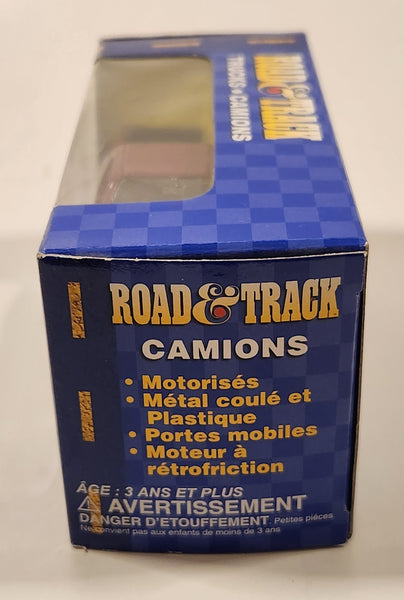 ROAD & TRACK
TRUCKS • CAMIONS
ROAD & TRACK
CAMIONS
• Motorisés
• Métal coulé et
Plastique
• Portes mobiles
• Moteur à
rétrofriction
ÂGE : 3 ANS ET PLUS
AVERTISSEMENT
DANGER D'ETOUFFEMENT: Petites pièces.
Ne convient pas aux enfants de moins de 3 ans